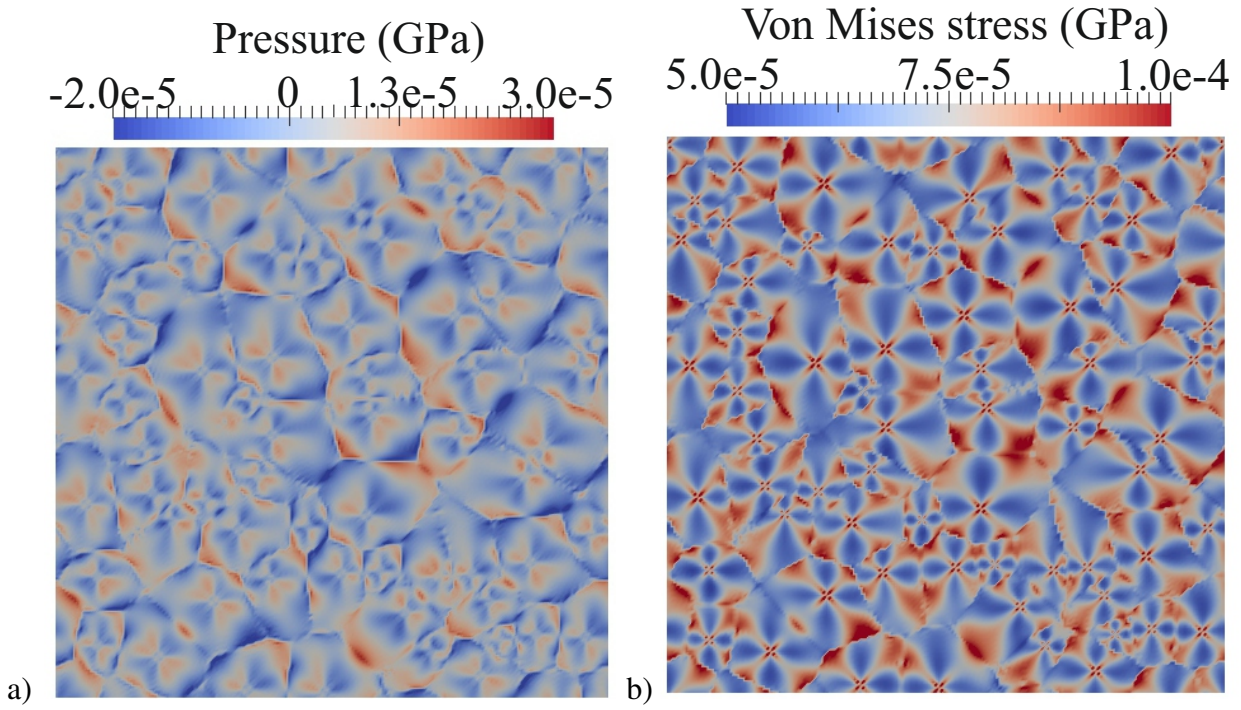 Pressure (GPa)
-2.0e-5 0 1.3e-5 3.0e-5
Von Mises stress (GPa)
5.0e-5 7.5e-5 1.0e-4
a)
b)